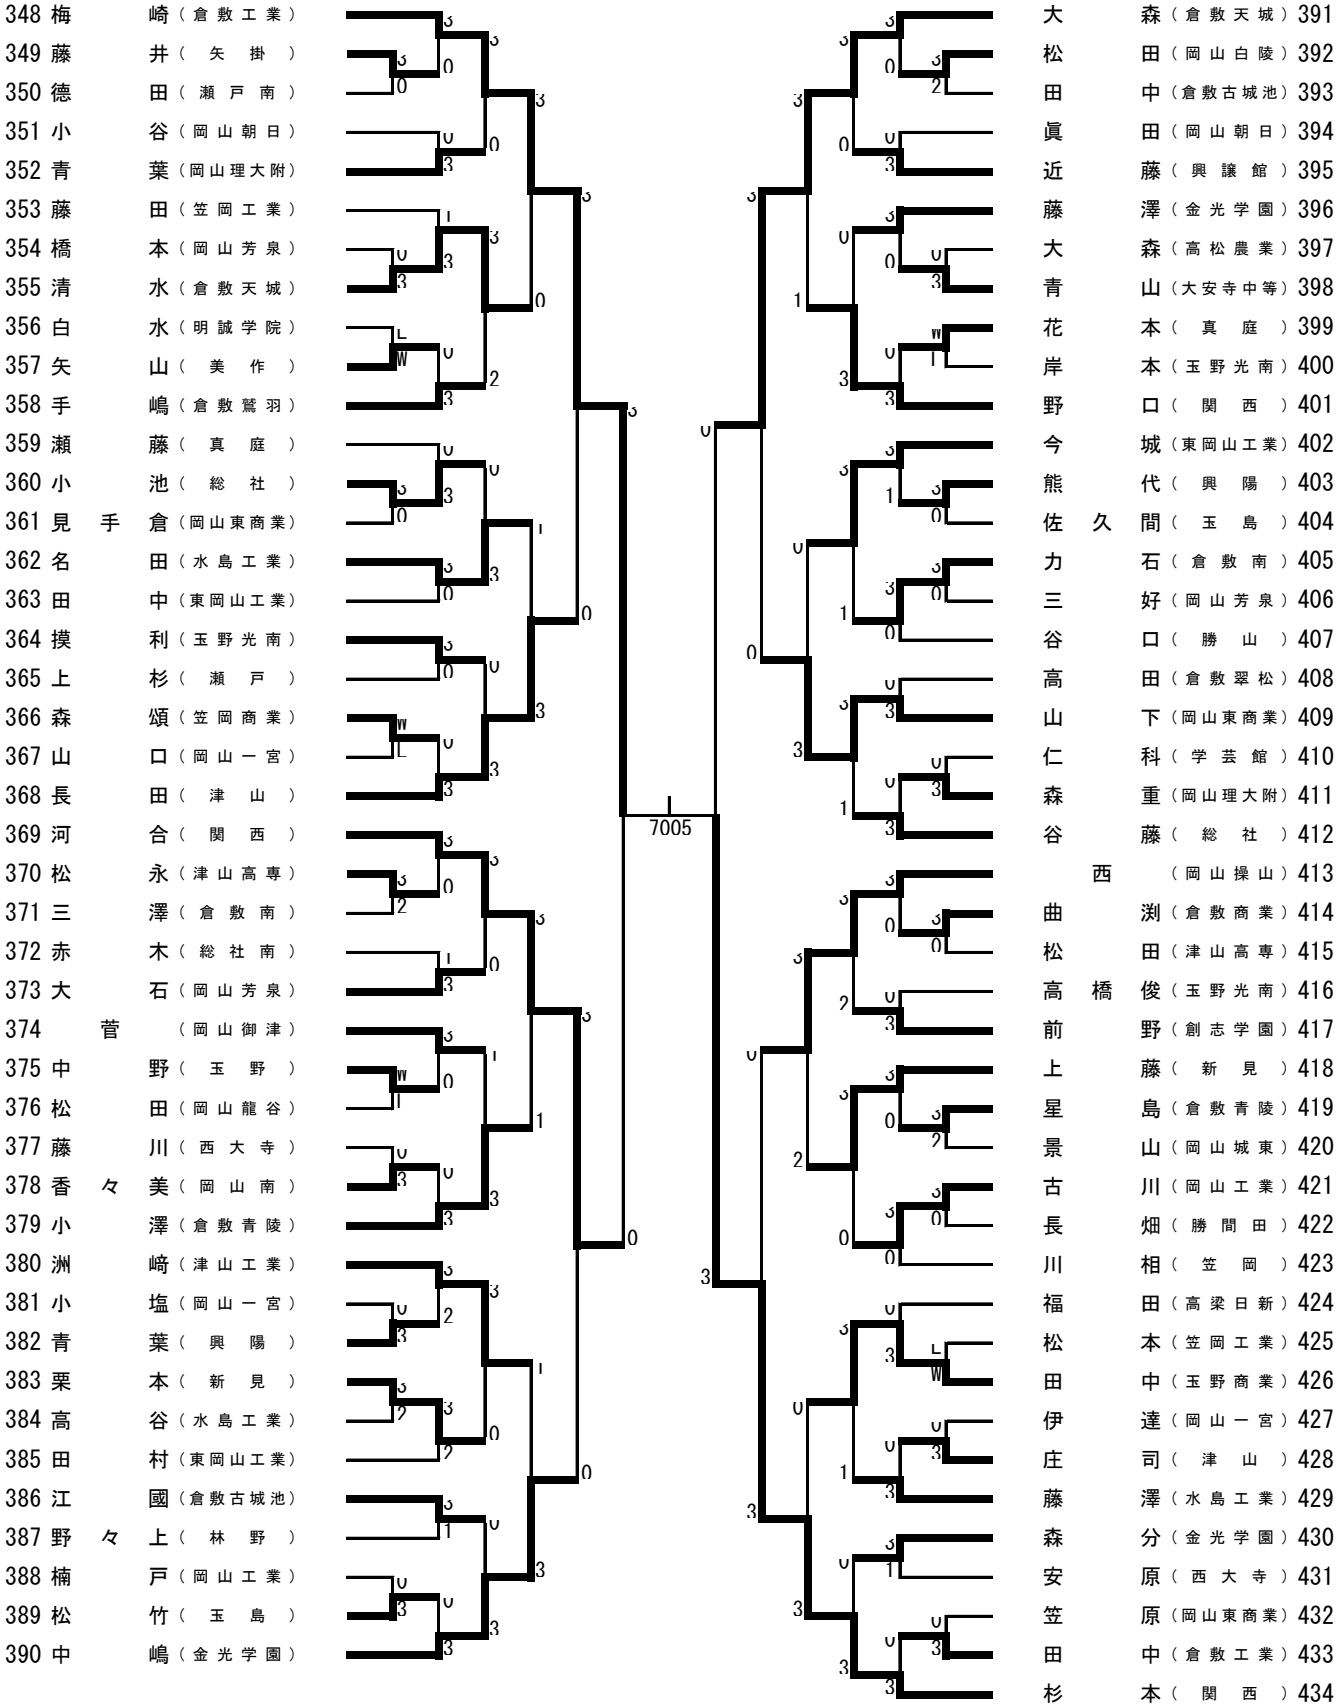 348 梅崎（倉敷工業）
349 藤井（矢掛）
350 德田（瀬戸南）
351 小谷（岡山朝日）
352 青葉（岡山理大附）
353 藤田（笠岡工業）
354 橋本（岡山芳泉）
355 清水（倉敷天城）
356 白水（明誠学院）
357 矢山（美作）
358 手嶋（倉敷鷲羽）
359 瀬藤（真庭）
360 小池（総社）
361 見手倉（岡山東商業）
362 名田（水島工業）
363 田中（東岡山工業）
364 摸利（玉野光南）
365 上杉（瀬戸）
366 森頌（笠岡商業）
367 山口（岡山一宮）
368 長田（津山）
369 河合（関西）
370 松永（津山高専）
371 三澤（倉敷南）
372 赤木（総社南）
373 大石（岡山芳泉）
374 菅（岡山御津）
375 中野（玉野）
376 松田（岡山龍谷）
377 藤川（西大寺）
378 香々美（岡山南）
379 小澤（倉敷青陵）
380 洲﨑（津山工業）
381 小塩（岡山一宮）
382 青葉（興陽）
383 栗本（新見）
384 高谷（水島工業）
385 田村（東岡山工業）
386 江國（倉敷古城池）
387 野々上（林野）
388 楠戸（岡山工業）
389 松竹（玉島）
390 中嶋（金光学園）
7005
大森（倉敷天城）391
松田（岡山白陵）392
田中（倉敷古城池）393
眞田（岡山朝日）394
近藤（興譲館）395
藤澤（金光学園）396
大森（高松農業）397
青山（大安寺中等）398
花本（真庭）399
岸本（玉野光南）400
野口（関西）401
今城（東岡山工業）402
熊代（興陽）403
佐久間（玉島）404
力石（倉敷南）405
三好（岡山芳泉）406
谷口（勝山）407
高田（倉敷翠松）408
山下（岡山東商業）409
仁科（学芸館）410
森重（岡山理大附）411
谷藤（総社）412
西（岡山操山）413
曲渕（倉敷商業）414
松田（津山高専）415
高橋俊（玉野光南）416
前野（創志学園）417
上藤（新見）418
星島（倉敷青陵）419
景山（岡山城東）420
古川（岡山工業）421
長畑（勝間田）422
川相（笠岡）423
福田（高梁日新）424
松本（笠岡工業）425
田中（玉野商業）426
伊達（岡山一宮）427
庄司（津山）428
藤澤（水島工業）429
森分（金光学園）430
安原（西大寺）431
笠原（岡山東商業）432
田中（倉敷工業）433
杉本（関西）434